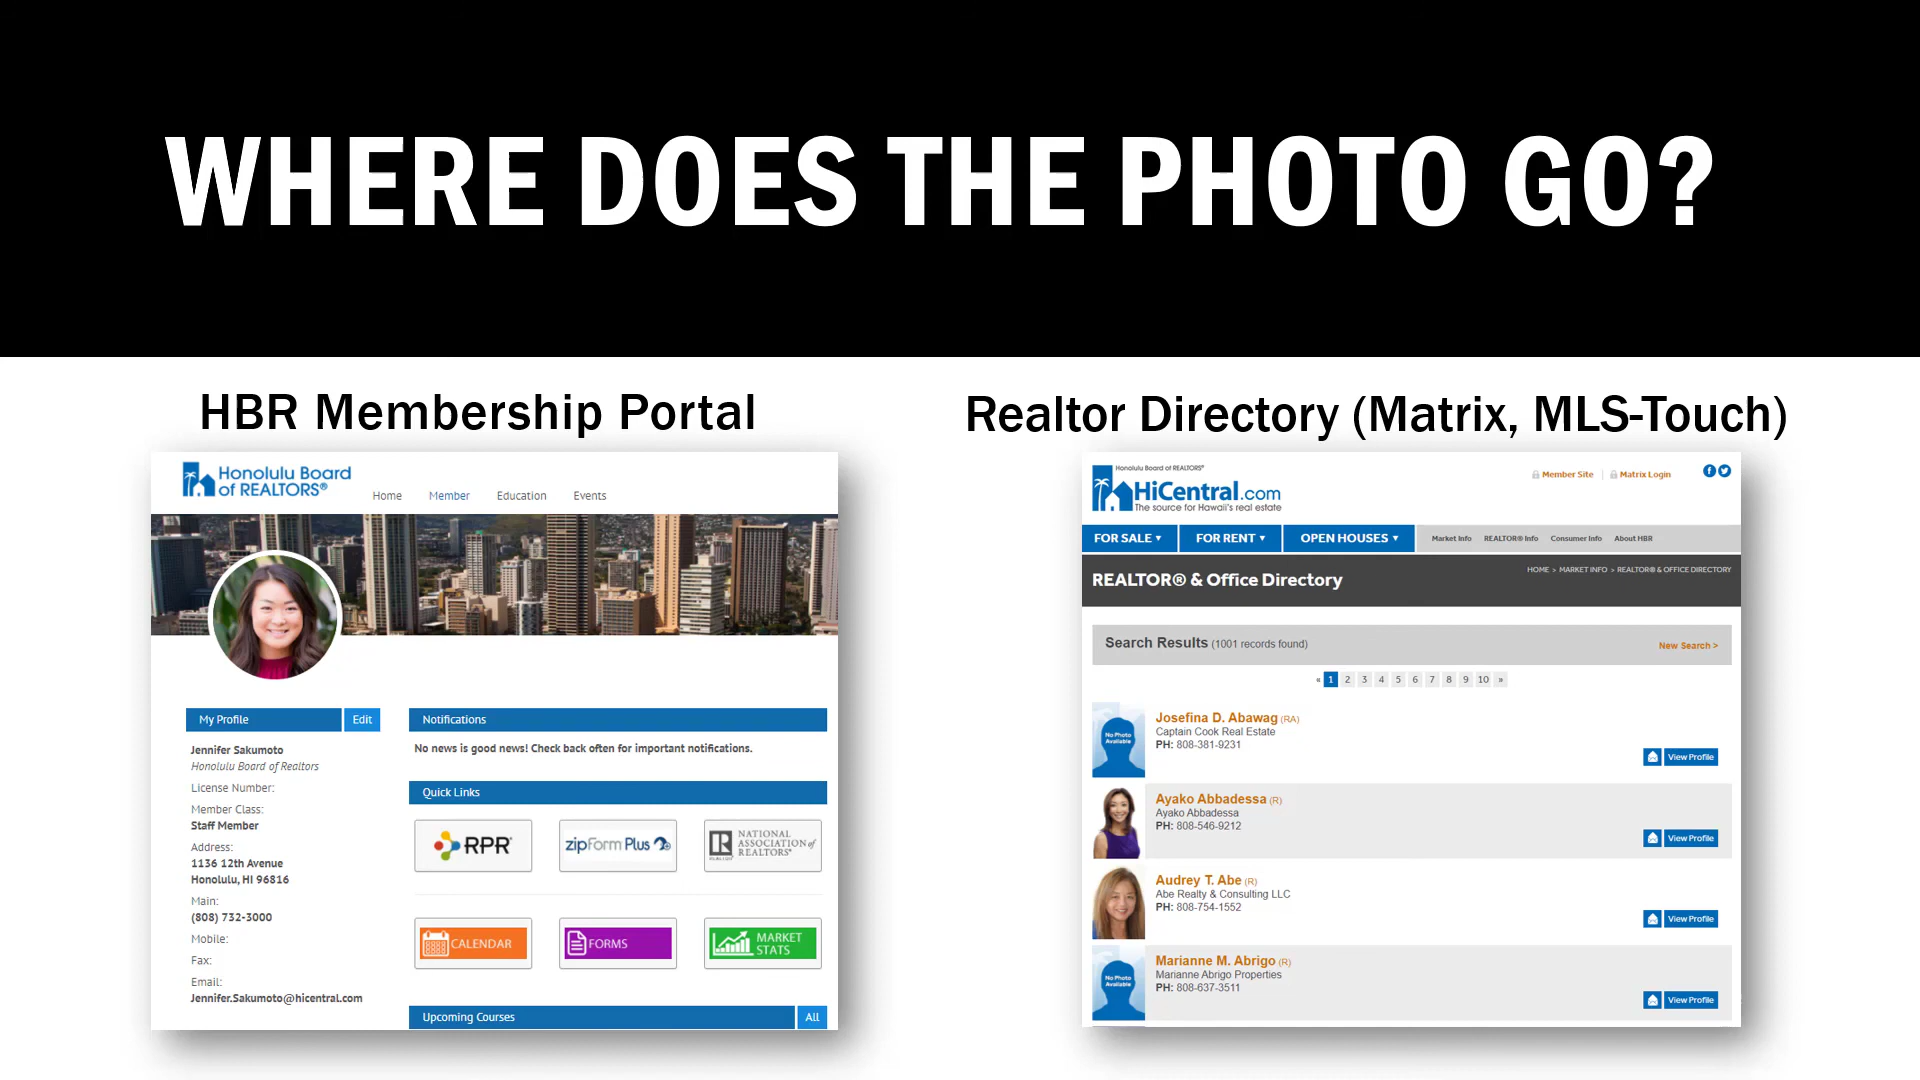 WHERE DOES THE PHOTO GO?
HBR Membership Portal
Honolulu Board
of REALTORS®
Home
Member
Education
Events
My Profile
Edit
Jennifer Sakumoto
Honolulu Board of Realtors
License Number:
Member Class:
Staff Member
Address:
1136 12th Avenue
Honolulu, HI 96816
Main:
(808) 732-3000
Mobile:
Fax:
Email:
Jennifer.Sakumoto@hicentral.com
Notifications
No news is good news! Check back often for important notifications.
Quick Links
RPR®
zipForm Plus
NATIONAL
ASSOCIATION of
REALTORS®
CALENDAR
FORMS
MARKET
STATS
Upcoming Courses
All
Realtor Directory (Matrix, MLS-Touch)
Honolulu Board of REALTORS®
HiCentral.com
The source for Hawaii's real estate
Member Site
Matrix Login
FOR SALE ▾
FOR RENT ▾
OPEN HOUSES ▾
Market Info
REALTOR® Info
Consumer Info
About HBR
REALTOR® & Office Directory
HOME > MARKET INFO > REALTOR® & OFFICE DIRECTORY
Search Results (1001 records found)
New Search >
« 1 2 3 4 5 6 7 8 9 10 »
No Photo
Available
Josefina D. Abawag (RA)
Captain Cook Real Estate
PH: 808-381-9231
View Profile
Ayako Abbadessa (R)
Ayako Abbadessa
PH: 808-546-9212
View Profile
Audrey T. Abe (R)
Abe Realty & Consulting LLC
PH: 808-754-1552
View Profile
No Photo
Available
Marianne M. Abrigo (R)
Marianne Abrigo Properties
PH: 808-637-3511
View Profile